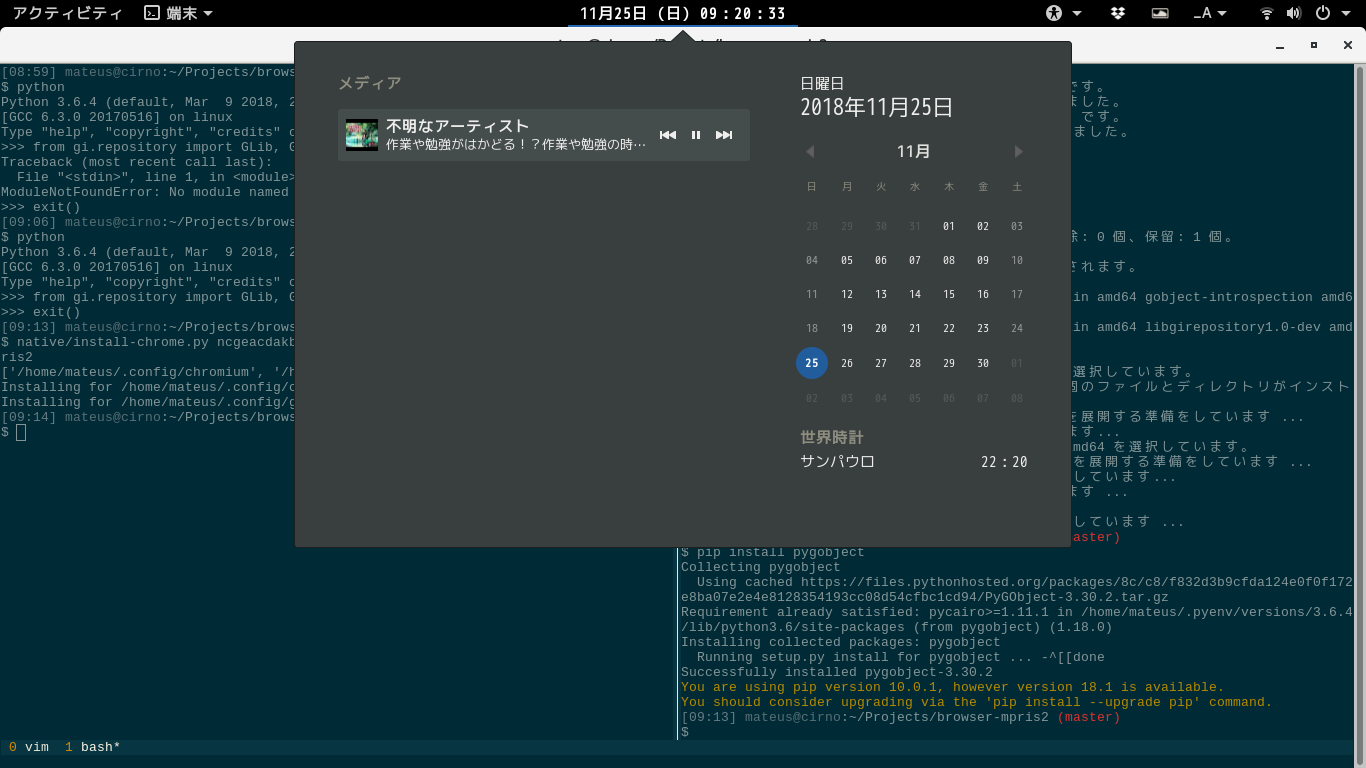 アクティビティ 端末 11月25日 (日) 09：20：33 _A
[08:59] mateus@cirno:~/Projects/brows
$ python
Python 3.6.4 (default, Mar  9 2018, 2
[GCC 6.3.0 20170516] on linux
Type "help", "copyright", "credits" o
>>> from gi.repository import GLib, G
Traceback (most recent call last):
  File "<stdin>", line 1, in <module>
ModuleNotFoundError: No module named
>>> exit()
[09:06] mateus@cirno:~/Projects/brows
$ python
Python 3.6.4 (default, Mar  9 2018, 2
[GCC 6.3.0 20170516] on linux
Type "help", "copyright", "credits" o
>>> from gi.repository import GLib, G
>>> exit()
[09:13] mateus@cirno:~/Projects/brows
$ native/install-chrome.py ncgeacdakb
ris2
['/home/mateus/.config/chromium', '/h
Installing for /home/mateus/.config/c
Installing for /home/mateus/.config/g
[09:14] mateus@cirno:~/Projects/brows
$
メディア
不明なアーティスト
作業や勉強がはかどる！？作業や勉強の時…
日曜日
2018年11月25日
11月
日 月 火 水 木 金 土
28 29 30 31 01 02 03
04 05 06 07 08 09 10
11 12 13 14 15 16 17
18 19 20 21 22 23 24
25 26 27 28 29 30 01
02 03 04 05 06 07 08
世界時計
サンパウロ 22：20
です。
ました。
です。
ました。
: 0 個、保留: 1 個。
されます。
in amd64 gobject-introspection amd6
in amd64 libgirepository1.0-dev amd
選択しています。
のファイルとディレクトリがインスト
を展開する準備をしています ...
ます...
amd64 を選択しています。
を展開する準備をしています ...
しています...
ます ...
しています ...
aster)
$ pip install pygobject
Collecting pygobject
  Using cached https://files.pythonhosted.org/packages/8c/c8/f832d3b9cfda124e0f0f172
e8ba07e2e4e8128354193cc08d54cfbc1cd94/PyGObject-3.30.2.tar.gz
Requirement already satisfied: pycairo>=1.11.1 in /home/mateus/.pyenv/versions/3.6.4
/lib/python3.6/site-packages (from pygobject) (1.18.0)
Installing collected packages: pygobject
  Running setup.py install for pygobject ... -^[[done
Successfully installed pygobject-3.30.2
You are using pip version 10.0.1, however version 18.1 is available.
You should consider upgrading via the 'pip install --upgrade pip' command.
[09:13] mateus@cirno:~/Projects/browser-mpris2 (master)
$
0 vim  1 bash*